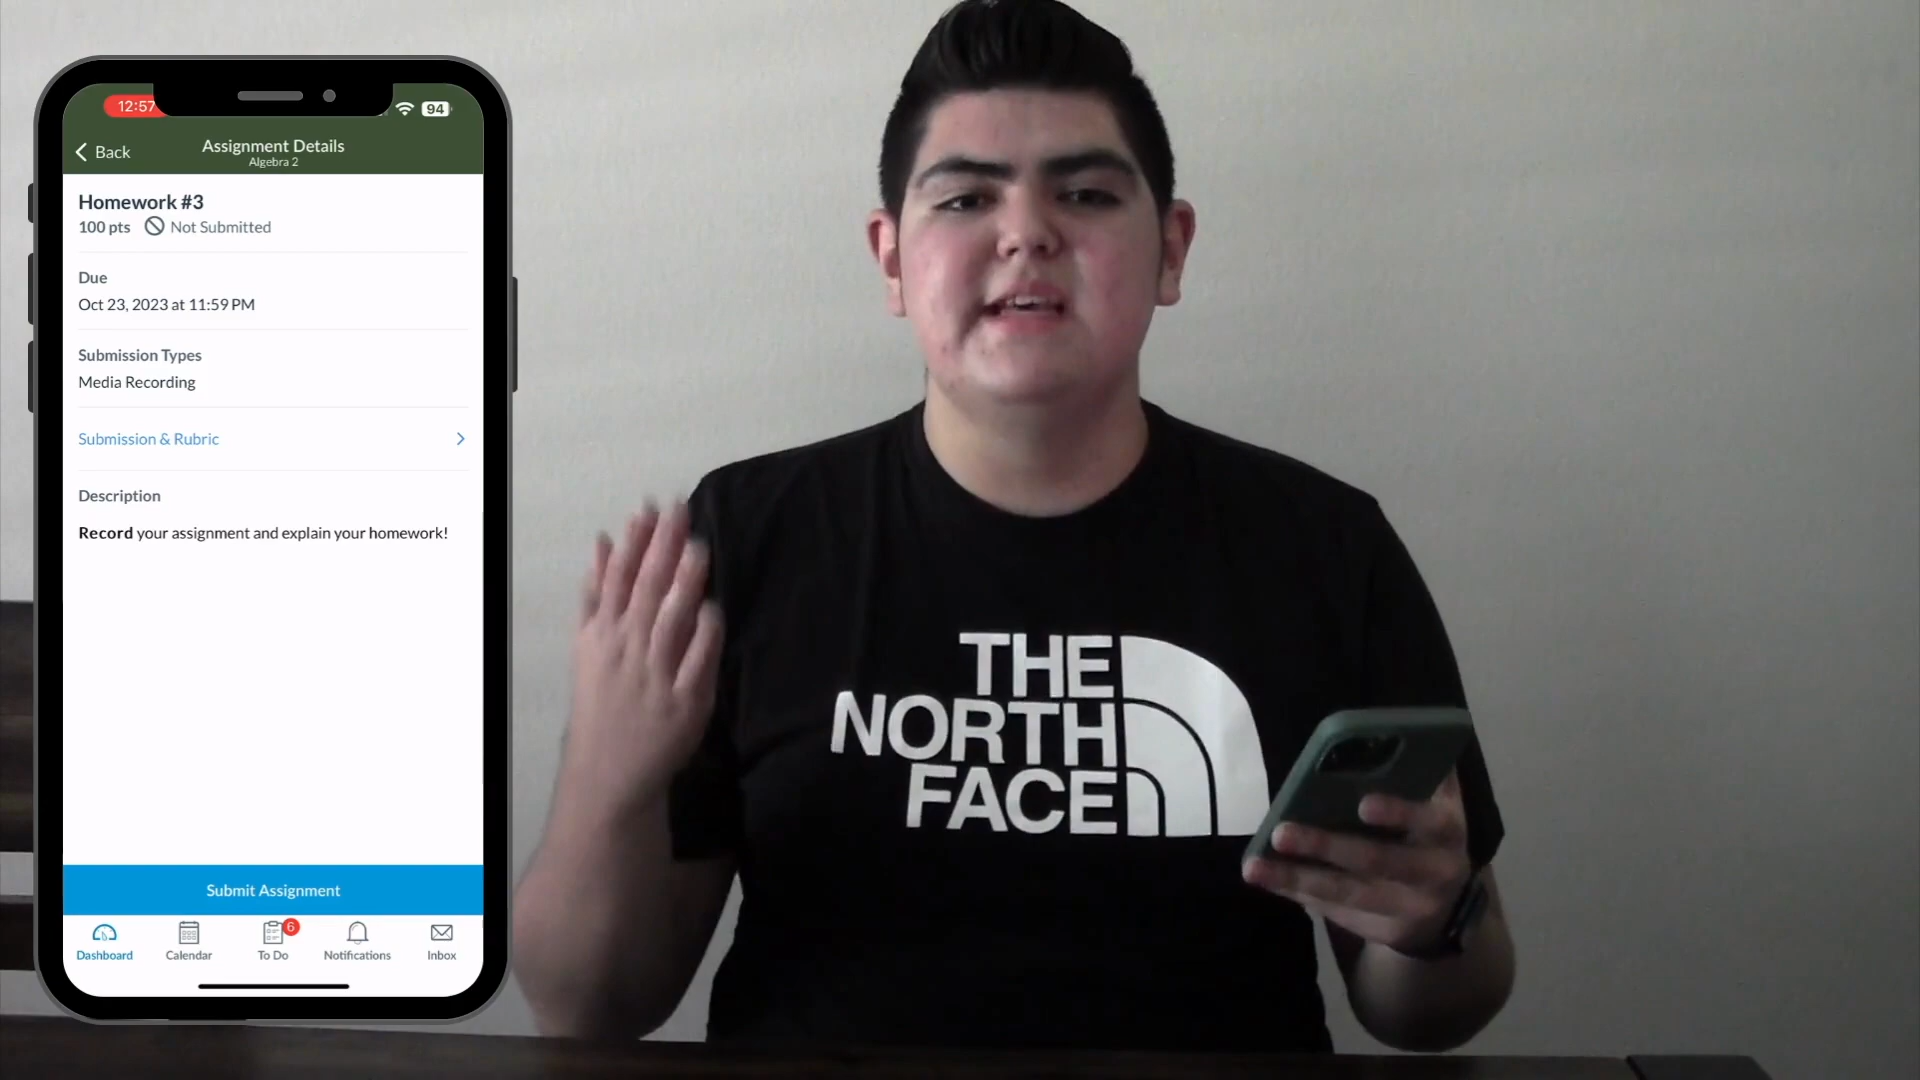 12:57
94
Back
Assignment Details
Algebra 2
Homework #3
100 pts
Not Submitted
Due
Oct 23, 2023 at 11:59 PM
Submission Types
Media Recording
Submission & Rubric
Description
Record your assignment and explain your homework!
Submit Assignment
6
Dashboard
Calendar
To Do
Notifications
Inbox
THE
NORTH
FACE